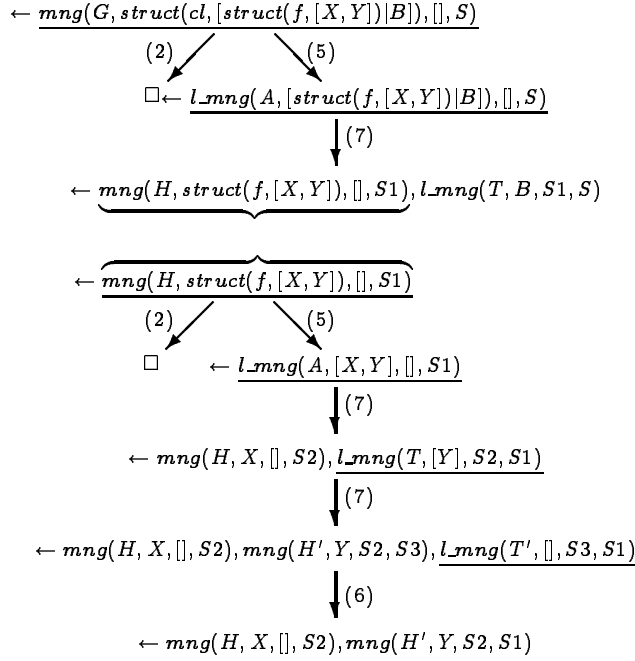 ← mng(G, struct(cl, [struct(f, [X, Y])|B]), [], S)
(2) (5)
□ ← l_mng(A, [struct(f, [X, Y])|B]), [], S)
(7)
← mng(H, struct(f, [X, Y]), [], S1), l_mng(T, B, S1, S)
← mng(H, struct(f, [X, Y]), [], S1)
(2) (5)
□ ← l_mng(A, [X, Y], [], S1)
(7)
← mng(H, X, [], S2), l_mng(T, [Y], S2, S1)
(7)
← mng(H, X, [], S2), mng(H', Y, S2, S3), l_mng(T', [], S3, S1)
(6)
← mng(H, X, [], S2), mng(H', Y, S2, S1)